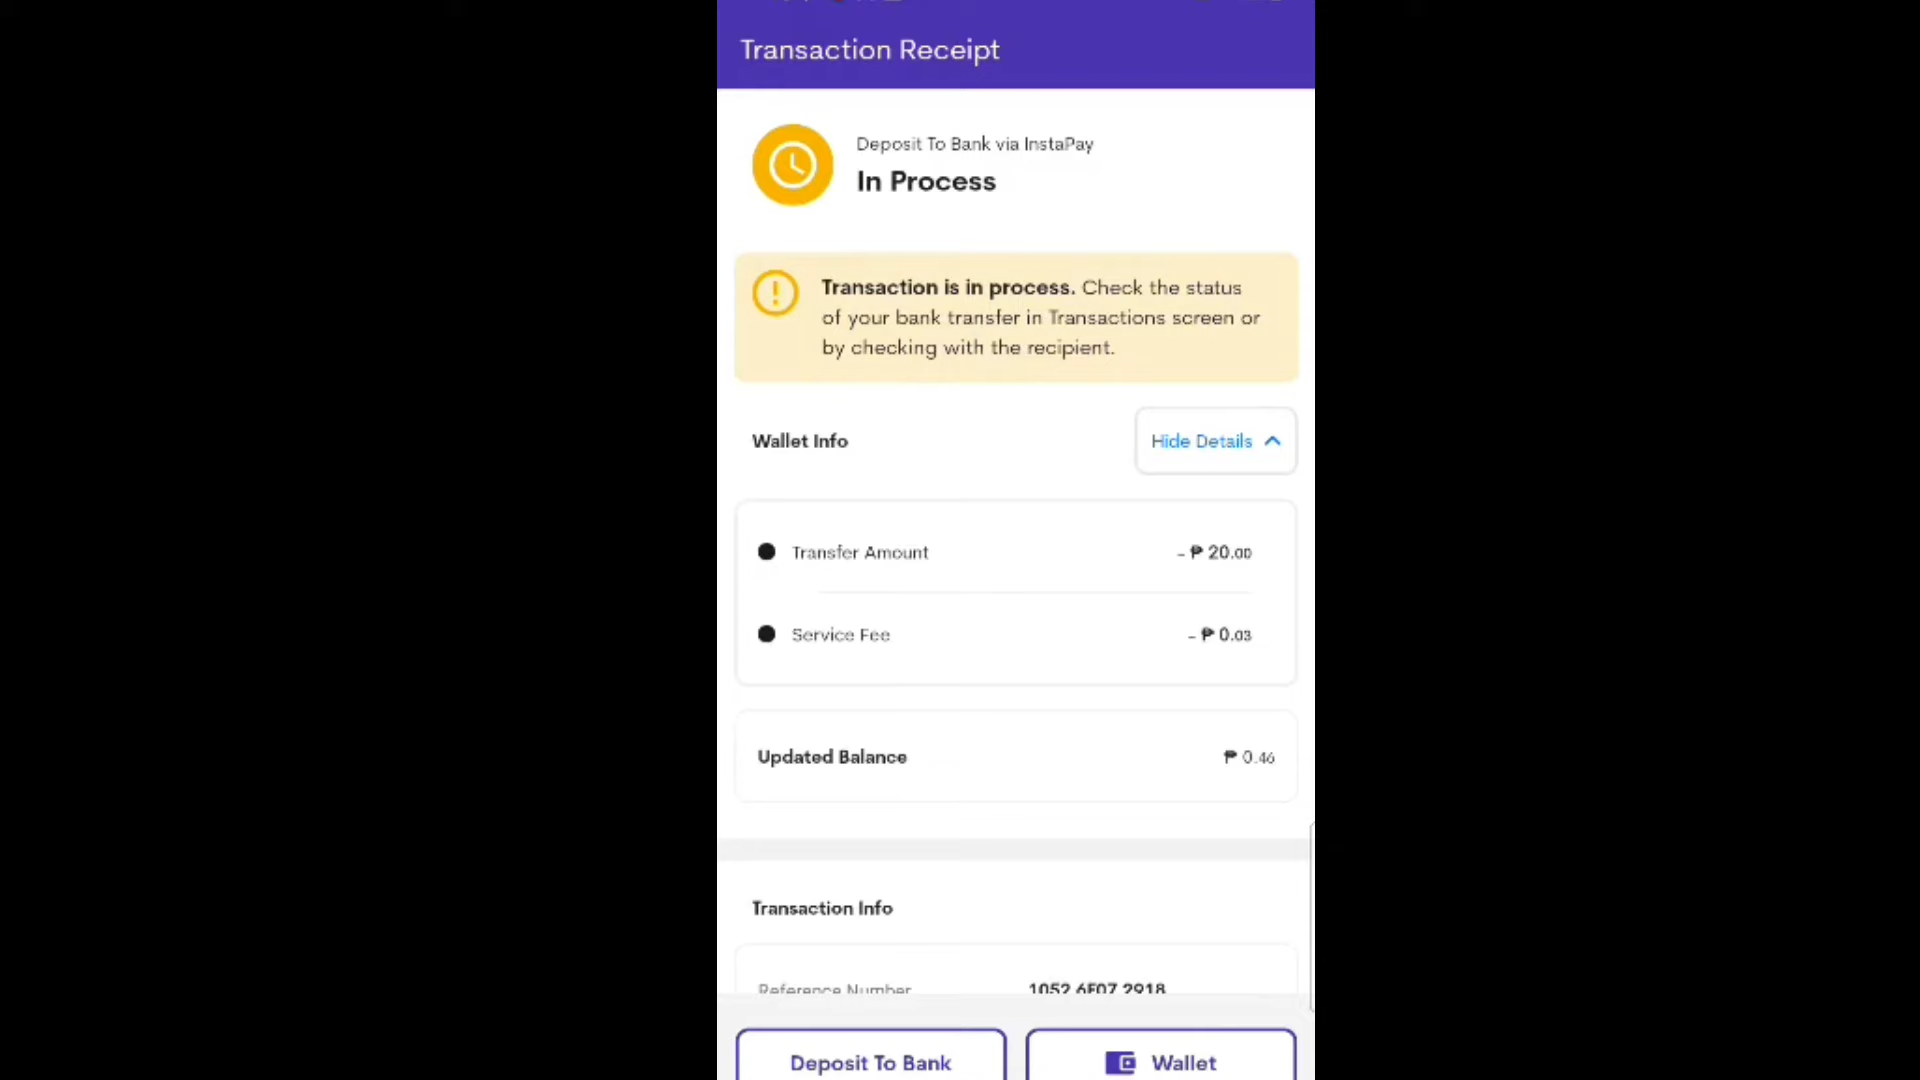 Transaction Receipt
Deposit To Bank via InstaPay
In Process
Transaction is in process. Check the status
of your bank transfer in Transactions screen or
by checking with the recipient.
Wallet Info
Hide Details
Transfer Amount - ₱ 20.00
Service Fee - ₱ 0.03
Updated Balance ₱ 0.46
Transaction Info
Reference Number 1052 6F07 2918
Deposit To Bank
Wallet